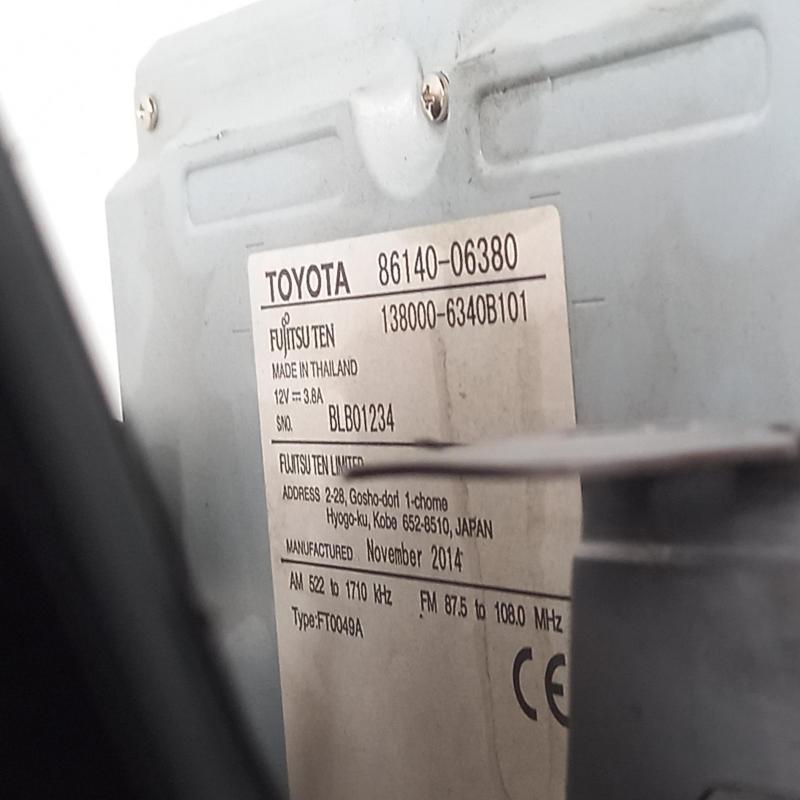 TOYOTA 86140-06380
FUJITSU TEN 138000-6340B101
MADE IN THAILAND
12V ⎓ 3.8A
SNO. BLB01234
FUJITSU TEN LIMITED
ADDRESS 2-28, Gosho-dori 1-chome
Hyogo-ku, Kobe 652-8510, JAPAN
MANUFACTURED November 2014
AM 522 to 1710 kHz FM 87.5 to 108.0 MHz
Type:FT0049A
CE